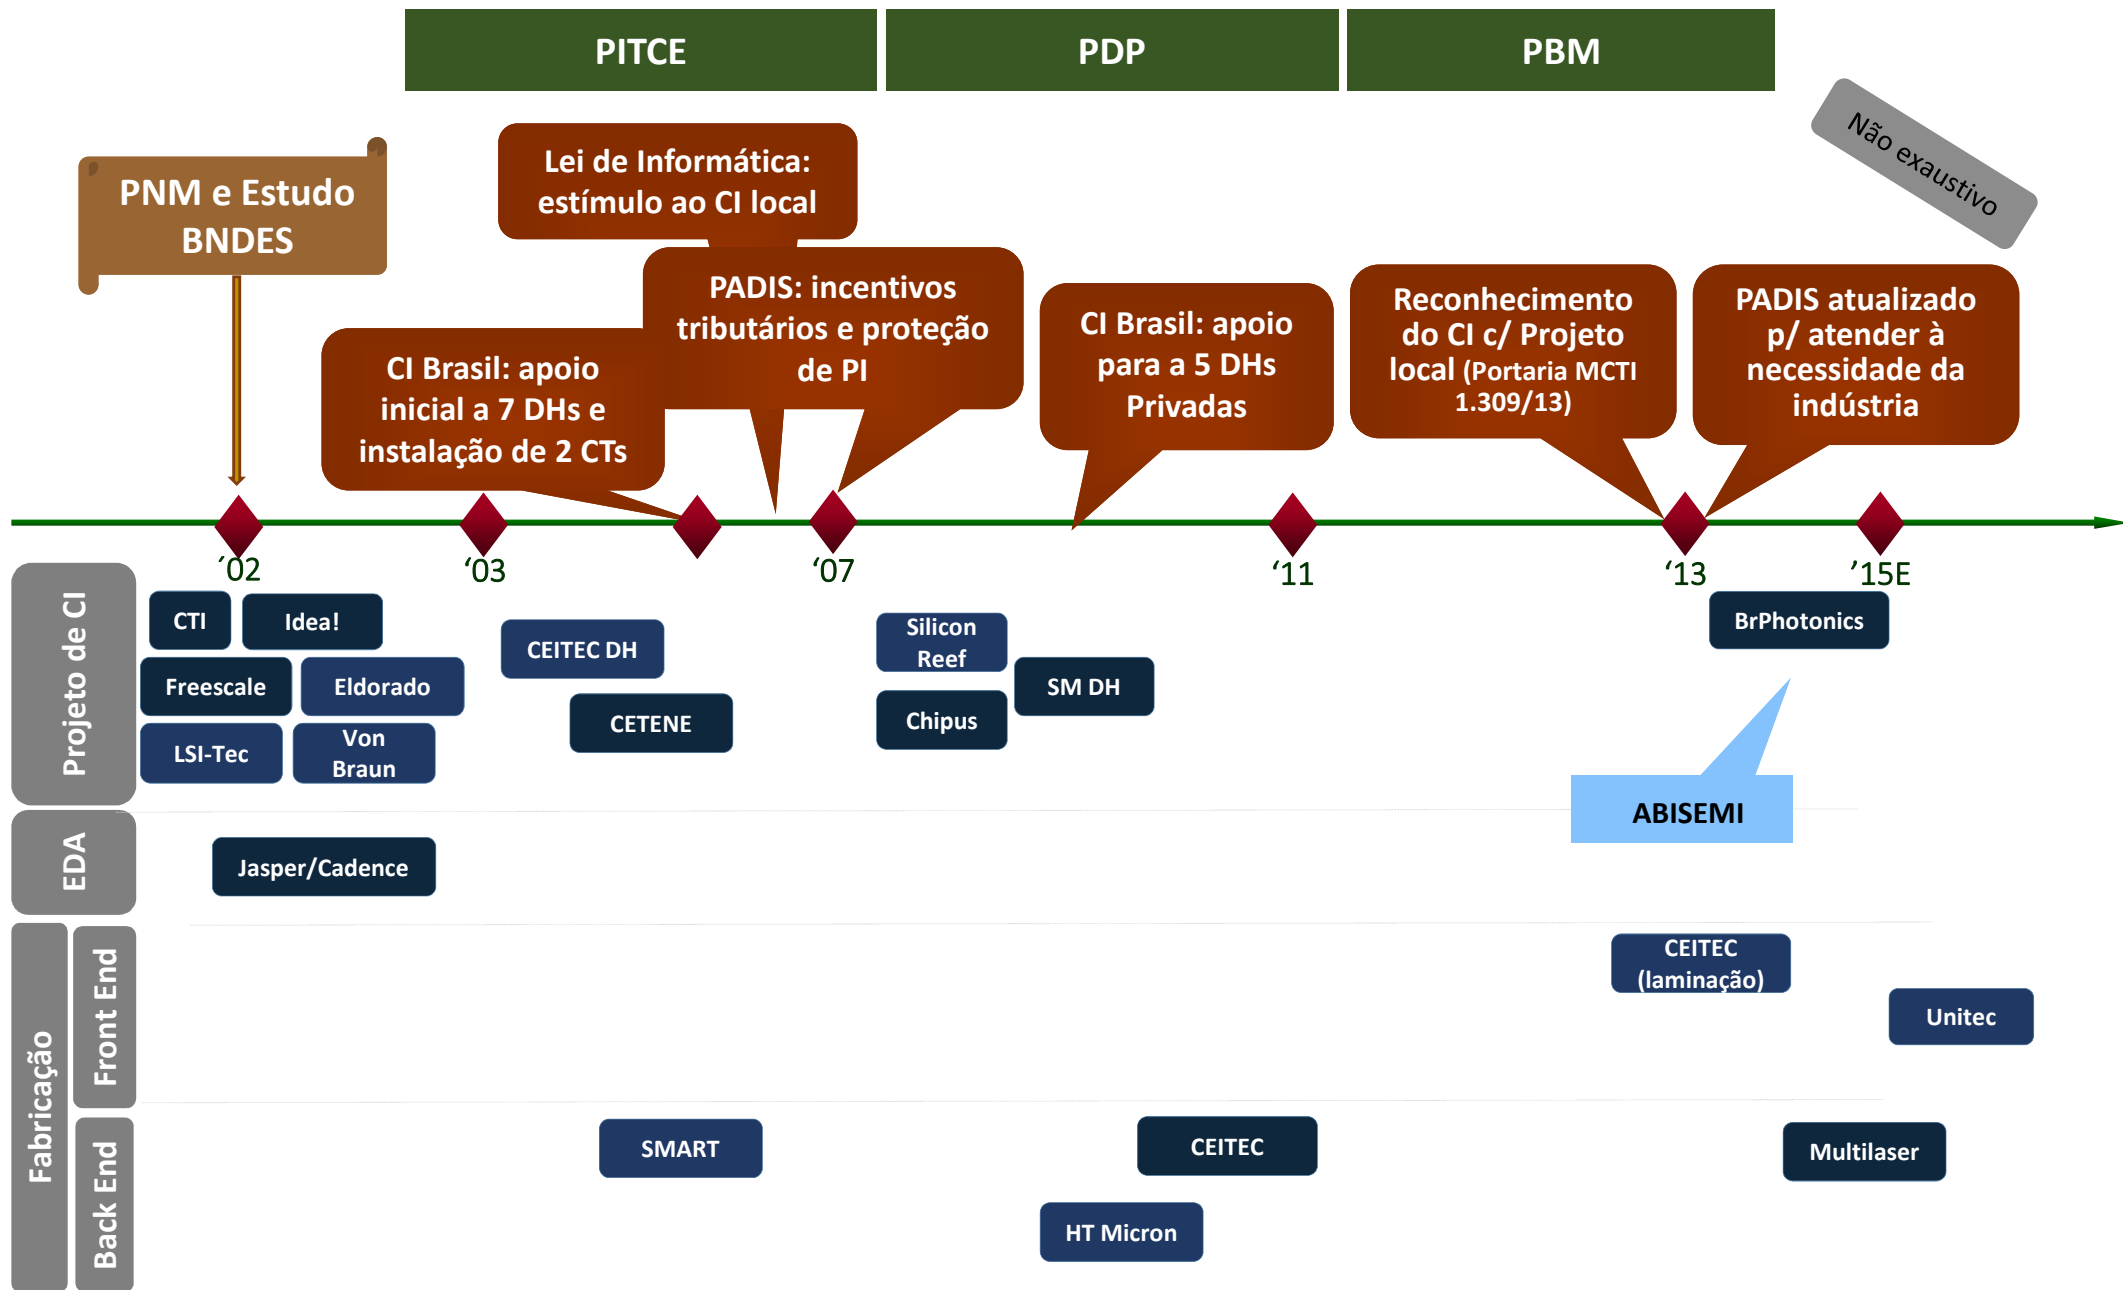 PITCE
PDP
PBM
Não exaustivo
PNM e Estudo
BNDES
Lei de Informática:
estímulo ao CI local
PADIS: incentivos
tributários e proteção
de PI
CI Brasil: apoio
inicial a 7 DHs e
instalação de 2 CTs
CI Brasil: apoio
para a 5 DHs
Privadas
Reconhecimento
do CI c/ Projeto
local (Portaria MCTI
1.309/13)
PADIS atualizado
p/ atender à
necessidade da
indústria
´02
‘03
‘07
‘11
‘13
’15E
Projeto de CI
CTI
Idea!
Freescale
Eldorado
LSI-Tec
Von
Braun
CEITEC DH
CETENE
Silicon
Reef
Chipus
SM DH
BrPhotonics
ABISEMI
EDA
Jasper/Cadence
Fabricação
Front End
CEITEC
(laminação)
Unitec
Back End
SMART
CEITEC
HT Micron
Multilaser